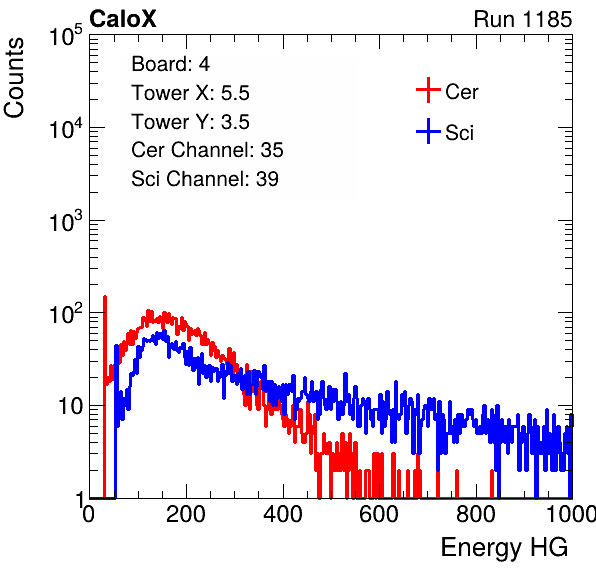 CaloX Run 1185
Counts
10^5
10^4
10^3
10^2
10
1
Board: 4
Tower X: 5.5
Tower Y: 3.5
Cer Channel: 35
Sci Channel: 39
Cer
Sci
0 200 400 600 800 1000
Energy HG